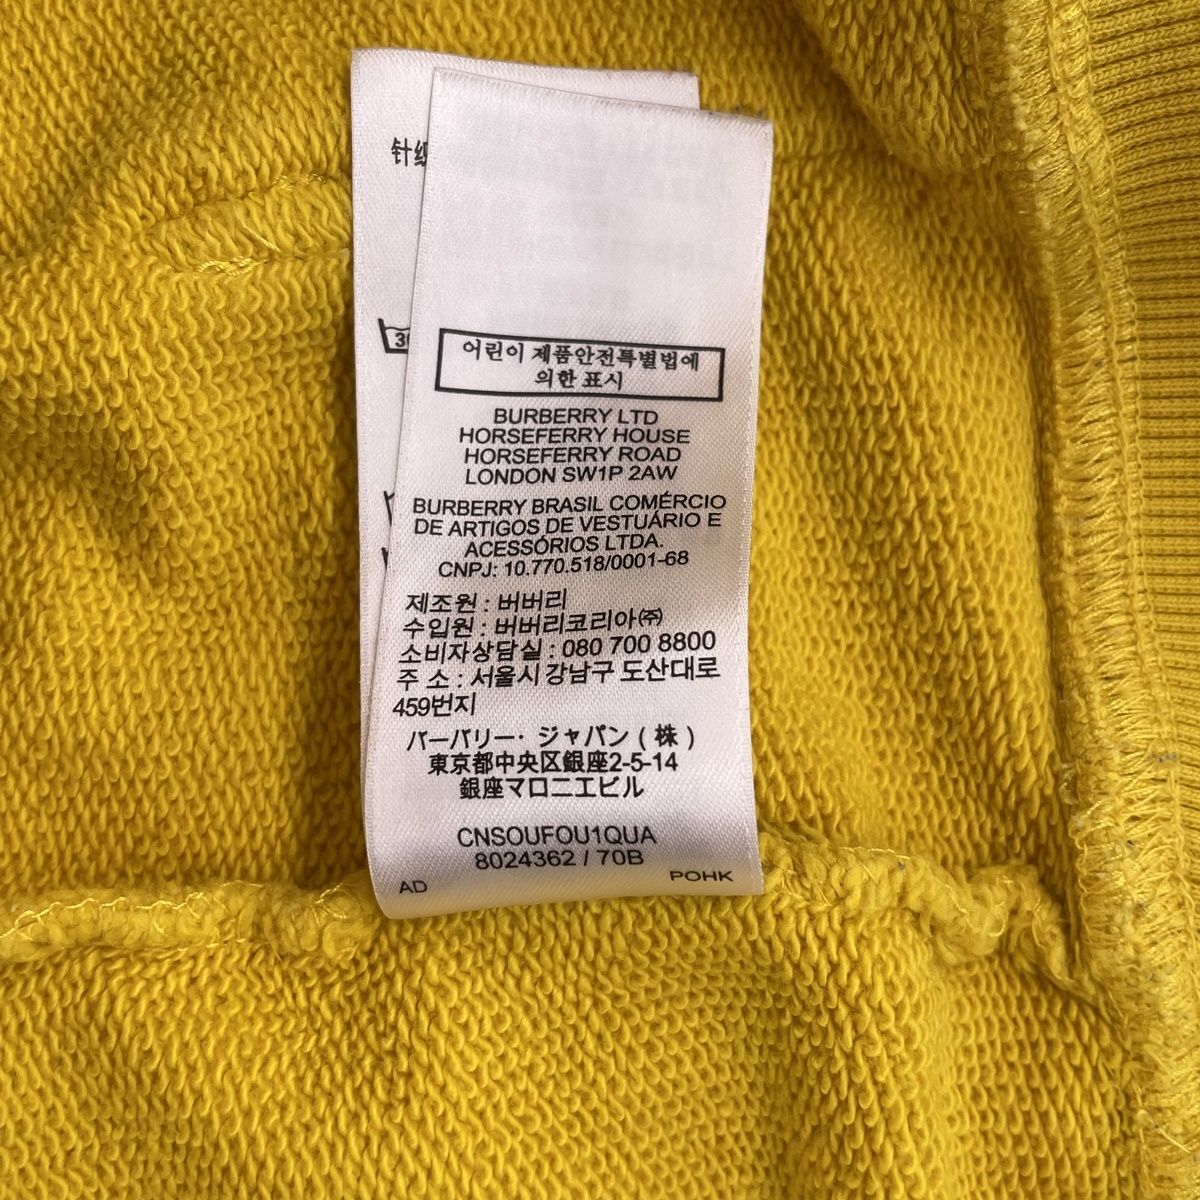 针织
30
어린이 제품안전특별법에
의한 표시
BURBERRY LTD
HORSEFERRY HOUSE
HORSEFERRY ROAD
LONDON SW1P 2AW
BURBERRY BRASIL COMÉRCIO
DE ARTIGOS DE VESTUÁRIO E
ACESSÓRIOS LTDA.
CNPJ: 10.770.518/0001-68
제조원 : 버버리
수입원 : 버버리코리아㈜
소비자상담실 : 080 700 8800
주 소 : 서울시 강남구 도산대로
459번지
バーバリー・ジャパン ( 株 )
東京都中央区銀座2-5-14
銀座マロニエビル
CNSOUFOU1QUA
8024362 / 70B
AD
POHK